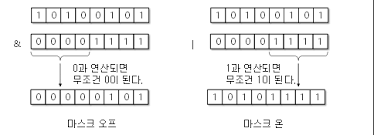 1 0 1 0 0 1 0 1
& 0 0 0 0 1 1 1 1
0과 연산되면
무조건 0이 된다.
0 0 0 0 0 1 0 1
마스크 오프
1 0 1 0 0 1 0 1
| 0 0 0 0 1 1 1 1
1과 연산되면
무조건 1이 된다.
1 0 1 0 1 1 1 1
마스크 온